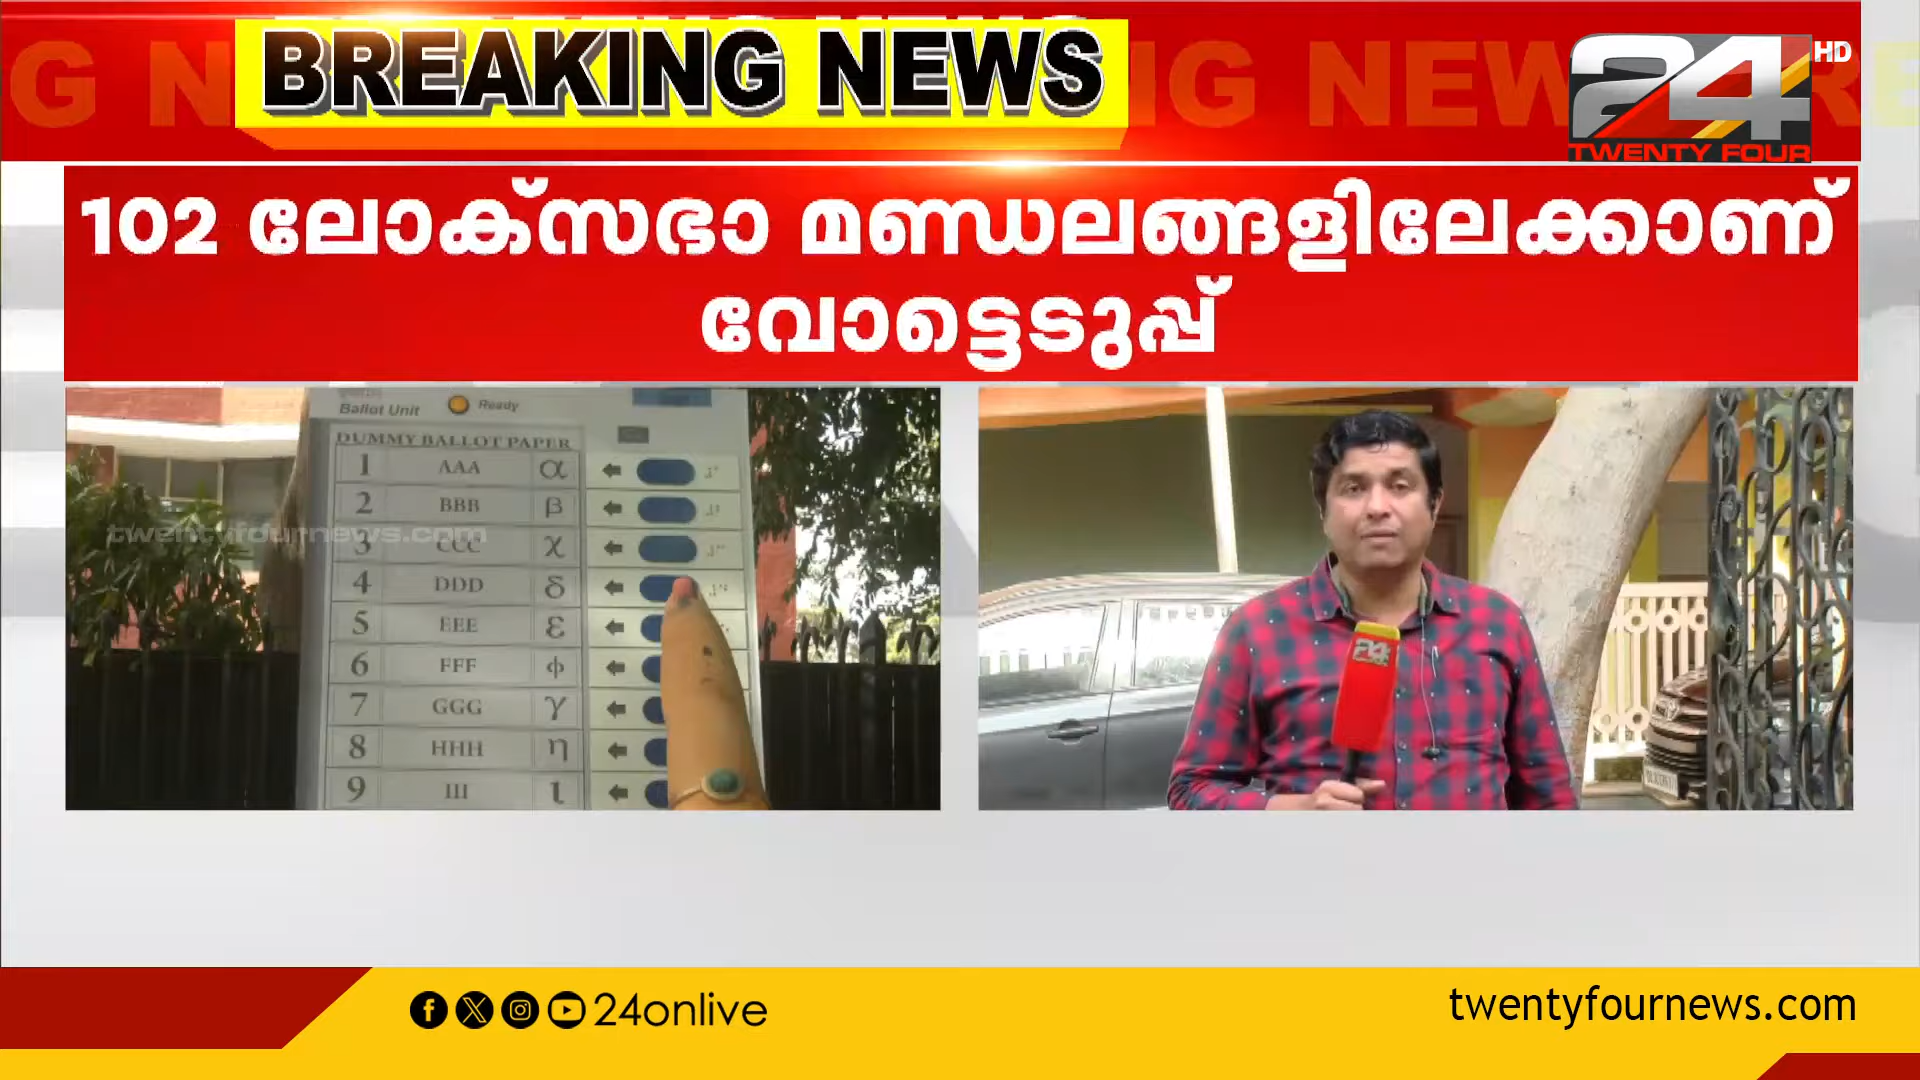 BREAKING NEWS
24 HD
TWENTY FOUR
102 ലോക്സഭാ മണ്ഡലങ്ങളിലേക്കാണ്
വോട്ടെടുപ്പ്
Ballot Unit Ready
DUMMY BALLOT PAPER
1 AAA α
2 BBB β
3 CCC χ
4 DDD δ
5 EEE ε
6 FFF φ
7 GGG γ
8 HHH η
9 III ι
twentyfournews.com
24
24onlive
twentyfournews.com